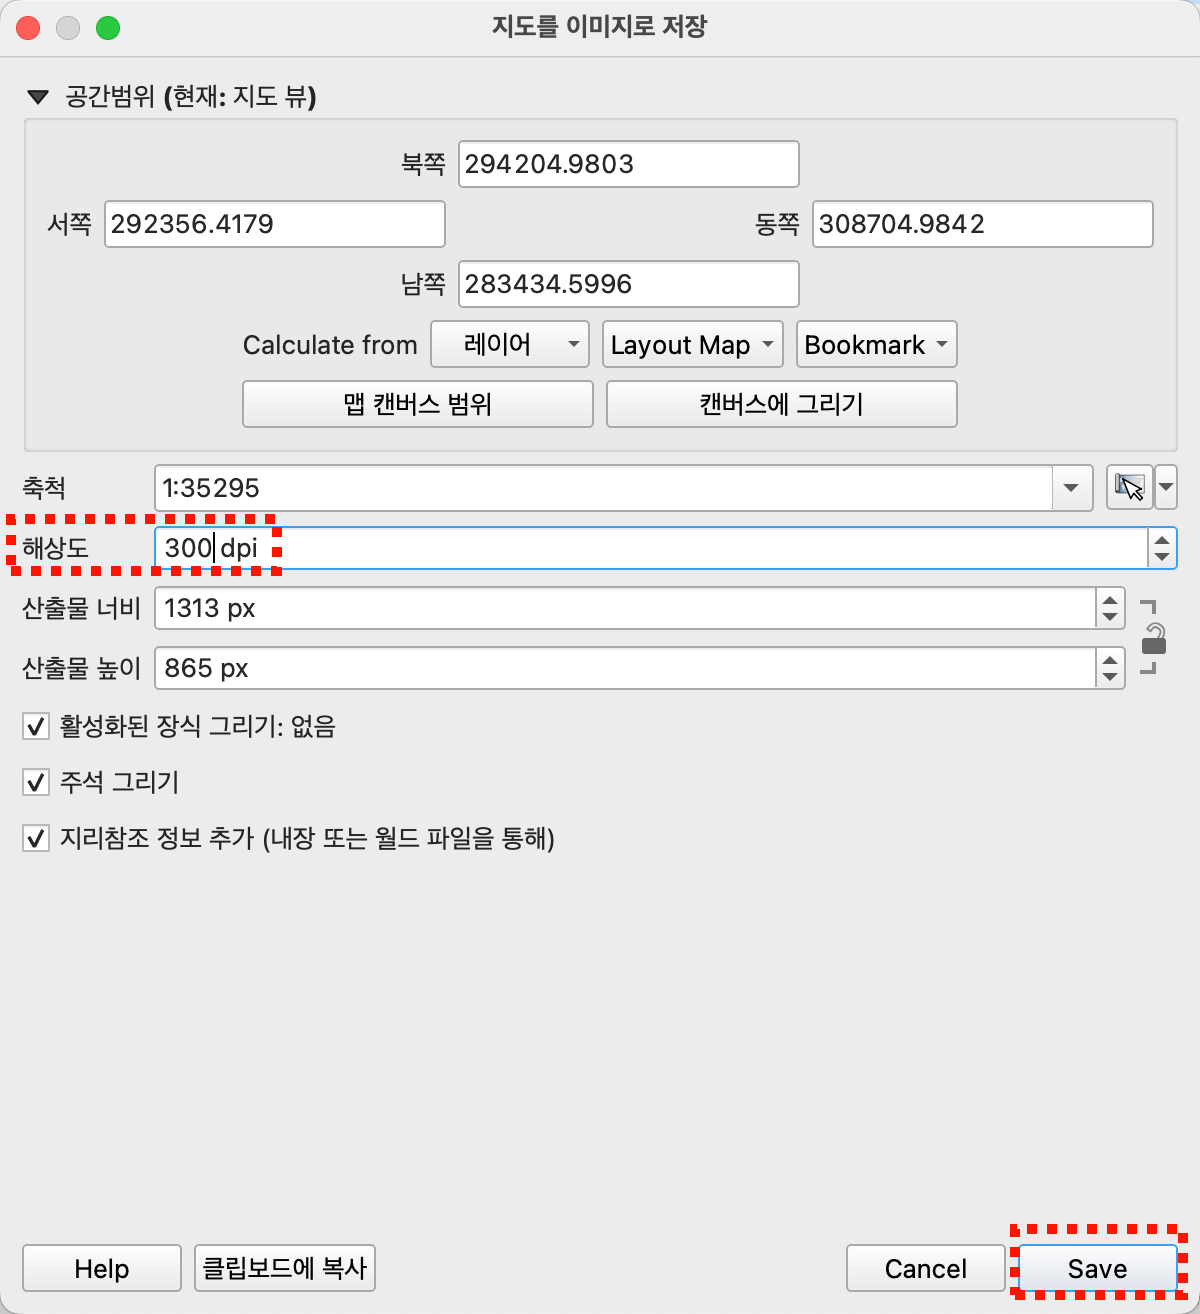 지도를 이미지로 저장
공간범위 (현재: 지도 뷰)
북쪽 294204.9803
서쪽 292356.4179 동쪽 308704.9842
남쪽 283434.5996
Calculate from 레이어 Layout Map Bookmark
맵 캔버스 범위 캔버스에 그리기
축척 1:35295
해상도 300 dpi
산출물 너비 1313 px
산출물 높이 865 px
활성화된 장식 그리기: 없음
주석 그리기
지리참조 정보 추가 (내장 또는 월드 파일을 통해)
Help 클립보드에 복사 Cancel Save